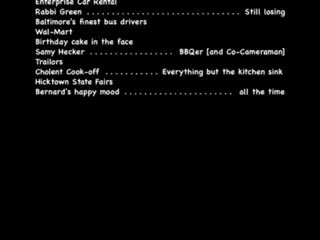 Enterprise Car Rental
Rabbi Green ............................... Still losing
Baltimore's finest bus drivers
Wal-Mart
Birthday cake in the face
Samy Hecker ................ BBQer [and Co-Cameraman]
Trailors
Cholent Cook-off ........... Everything but the kitchen sink
Hicktown State Fairs
Bernard's happy mood ...................... all the time